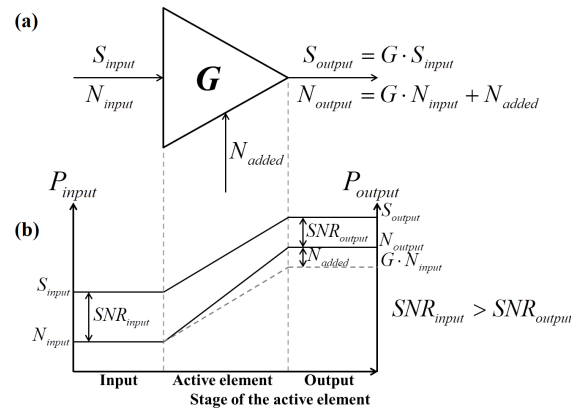 (a)
S_input
N_input
G
S_output = G · S_input
N_output = G · N_input + N_added
N_added
P_input
P_output
(b)
S_output
SNR_output
N_output
N_added
G · N_input
S_input
SNR_input
N_input
SNR_input > SNR_output
Input Active element Output
Stage of the active element